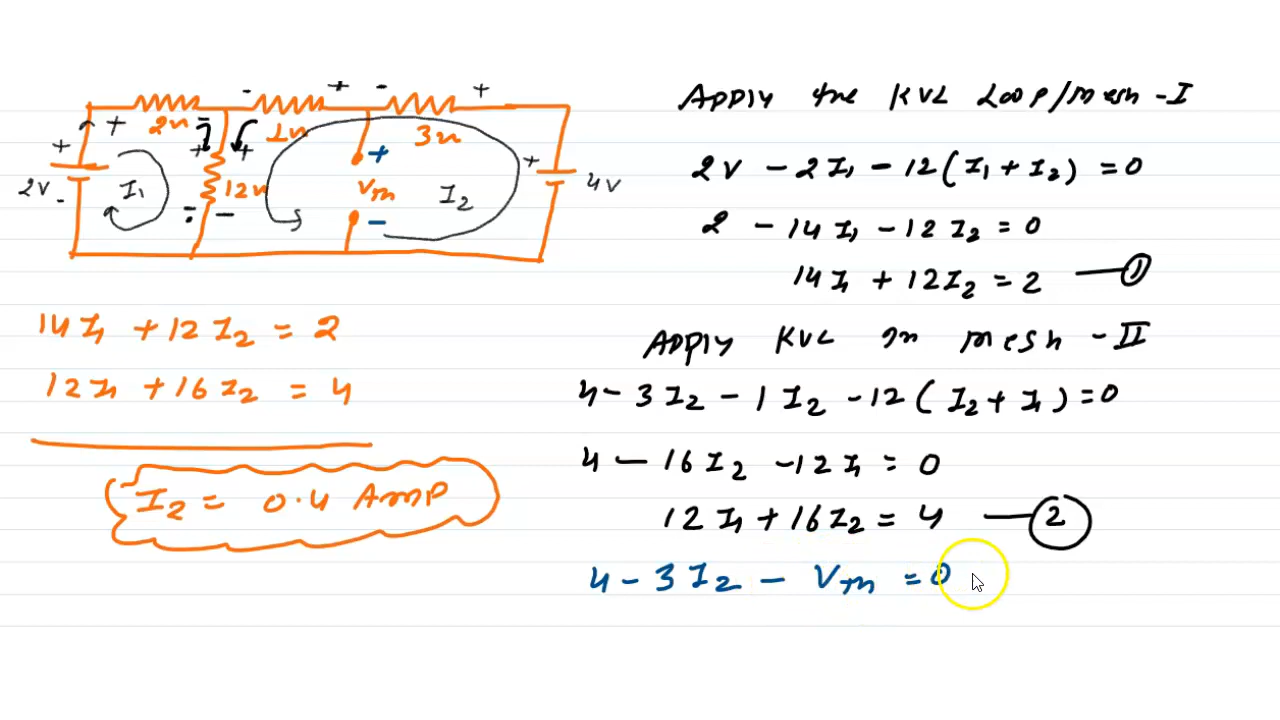 + - + - +
2Ω 1Ω 3Ω
+ + - + + + +
2V I₁ 12Ω Vth I₂ 4V
- - - -
14I₁ + 12I₂ = 2
12I₁ + 16I₂ = 4
I₂ = 0.4 Amp
Apply the KVL Loop/mesh - I
2V - 2I₁ - 12(I₁ + I₂) = 0
2 - 14I₁ - 12I₂ = 0
14I₁ + 12I₂ = 2 — 1
Apply KVL in mesh - II
4 - 3I₂ - 1I₂ - 12(I₂ + I₁) = 0
4 - 16I₂ - 12I₁ = 0
12I₁ + 16I₂ = 4 — 2
4 - 3I₂ - Vth = 0